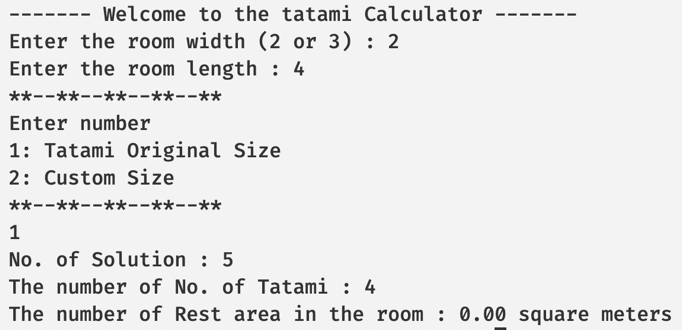 ------- Welcome to the tatami Calculator -------
Enter the room width (2 or 3) : 2
Enter the room length : 4
**--**--**--**--**
Enter number
1: Tatami Original Size
2: Custom Size
**--**--**--**--**
1
No. of Solution : 5
The number of No. of Tatami : 4
The number of Rest area in the room : 0.00 square meters